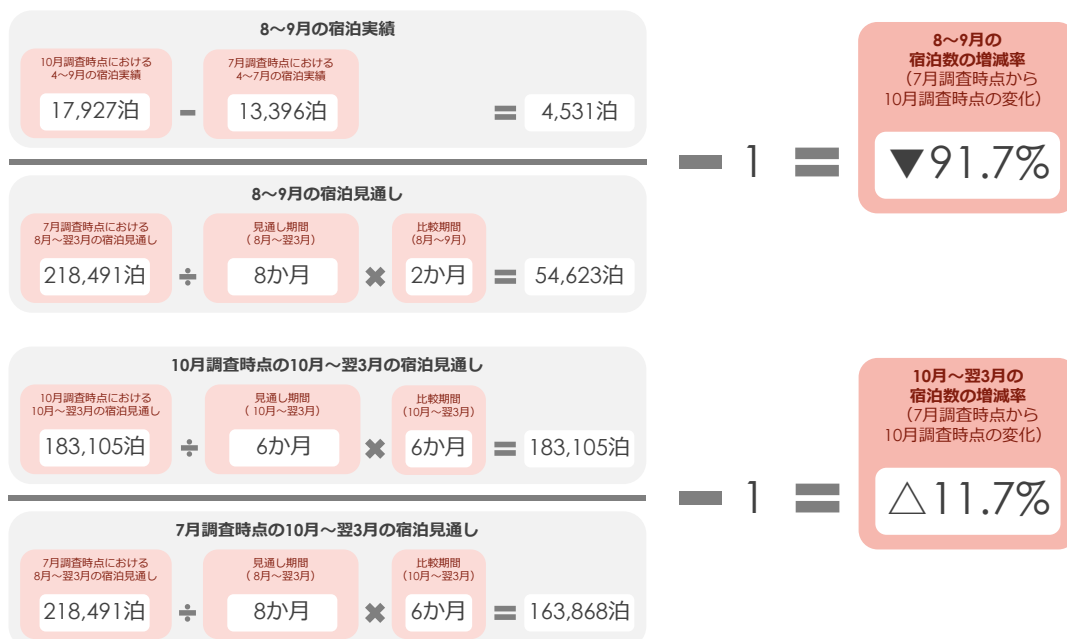 8～9月の宿泊実績
10月調査時点における
4～9月の宿泊実績
17,927泊
－
7月調査時点における
4～7月の宿泊実績
13,396泊
＝
4,531泊
8～9月の宿泊見通し
7月調査時点における
8月～翌3月の宿泊見通し
218,491泊
÷
見通し期間
（8月～翌3月）
8か月
×
比較期間
（8月～9月）
2か月
＝
54,623泊
－ 1 ＝
8～9月の
宿泊数の増減率
（7月調査時点から
10月調査時点の変化）
▼91.7%
10月調査時点の10月～翌3月の宿泊見通し
10月調査時点における
10月～翌3月の宿泊見通し
183,105泊
÷
見通し期間
（10月～翌3月）
6か月
×
比較期間
（10月～翌3月）
6か月
＝
183,105泊
7月調査時点の10月～翌3月の宿泊見通し
7月調査時点における
8月～翌3月の宿泊見通し
218,491泊
÷
見通し期間
（8月～翌3月）
8か月
×
比較期間
（10月～翌3月）
6か月
＝
163,868泊
－ 1 ＝
10月～翌3月の
宿泊数の増減率
（7月調査時点から
10月調査時点の変化）
△11.7%